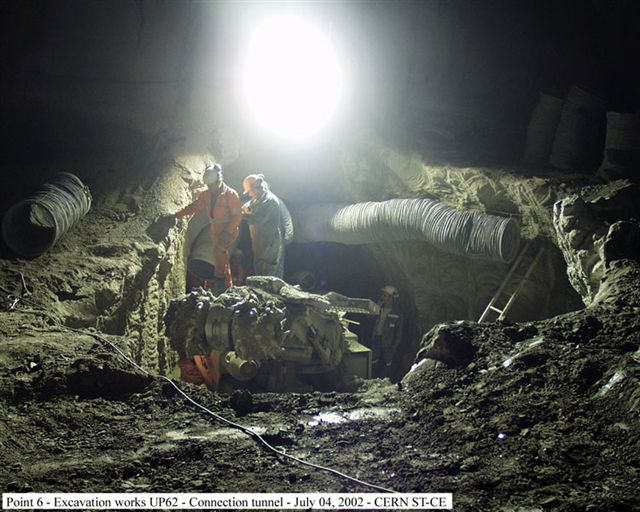 Point 6 - Excavation works UP62 - Connection tunnel - July 04, 2002 - CERN ST-CE